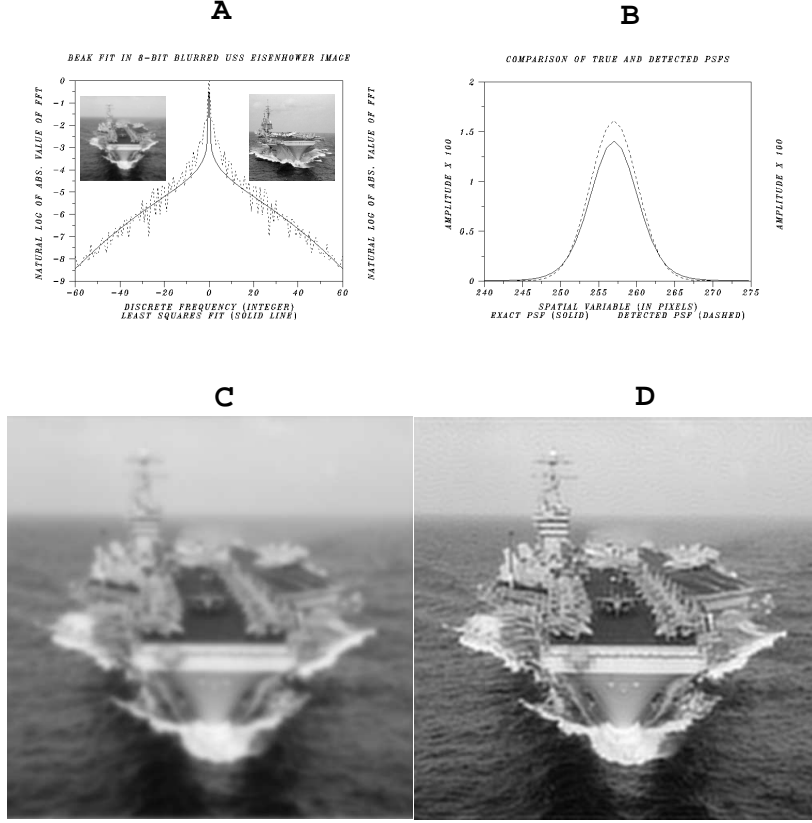 A
B
BEAK FIT IN 8-BIT BLURRED USS EISENHOWER IMAGE
NATURAL LOG OF ABS. VALUE OF FFT
0
-1
-2
-3
-4
-5
-6
-7
-8
-9
-60
-40
-20
0
20
40
60
NATURAL LOG OF ABS. VALUE OF FFT
DISCRETE FREQUENCY (INTEGER)
LEAST SQUARES FIT (SOLID LINE)
COMPARISON OF TRUE AND DETECTED PSFS
AMPLITUDE X 100
2
1.5
1
0.5
0
240
245
250
255
260
265
270
275
AMPLITUDE X 100
SPATIAL VARIABLE (IN PIXELS)
EXACT PSF (SOLID) DETECTED PSF (DASHED)
C
D